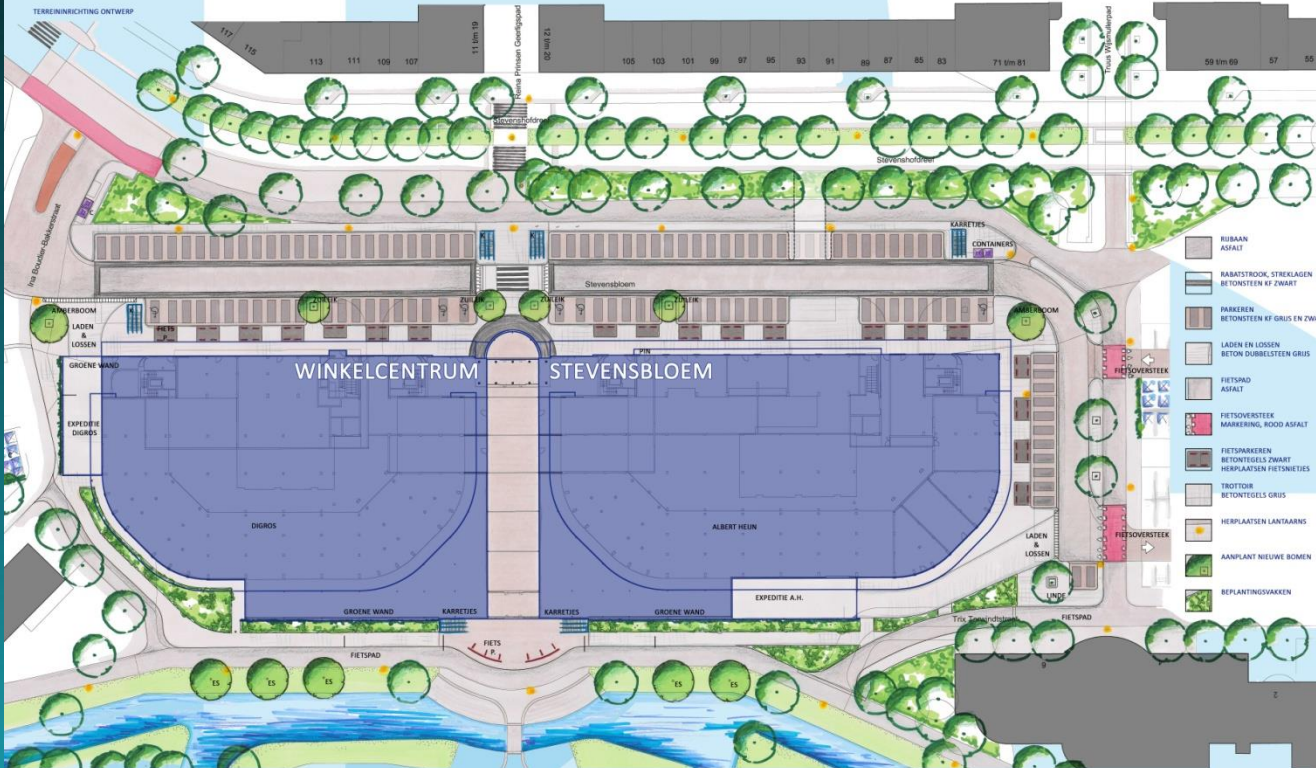 TERREININRICHTING ONTWERP
117
115
113
111
109
107
11 t/m 19
Reina Prinsen Geerligspad
12 t/m 20
105
103
101
99
97
95
93
91
89
87
85
83
71 t/m 81
Truus Wijsmullerpad
59 t/m 69
57
55
Stevenshofdreef
Stevenshofdreef
Ina Boudier-Bakkerstraat
KARRETJES
CONTAINERS
Stevensbloem
AMBERBOOM
ZUILEIK
ZUILEIK
ZUILEIK
ZUILEIK
AMBERBOOM
LADEN
&
LOSSEN
FIETS
P.
PIN
GROENE WAND
WINKELCENTRUM STEVENSBLOEM
FIETSOVERSTEEK
EXPEDITIE
DIGROS
DIGROS
ALBERT HEIJN
LADEN
&
LOSSEN
FIETSOVERSTEEK
EXPEDITIE A.H.
LINDE
GROENE WAND
KARRETJES
KARRETJES
GROENE WAND
Trix Terwindtstraat
FIETSPAD
FIETS
P.
FIETSPAD
ES
ES
ES
ES
ES
9
2
RIJBAAN
ASFALT
RABATSTROOK, STREKLAGEN
BETONSTEEN KF ZWART
PARKEREN
BETONSTEEN KF GRIJS EN ZWA
LADEN EN LOSSEN
BETON DUBBELSTEEN GRIJS
FIETSPAD
ASFALT
FIETSOVERSTEEK
MARKERING, ROOD ASFALT
FIETSPARKEREN
BETONTEGELS ZWART
HERPLAATSEN FIETSNIETJES
TROTTOIR
BETONTEGELS GRIJS
HERPLAATSEN LANTAARNS
AANPLANT NIEUWE BOMEN
BEPLANTINGSVAKKEN